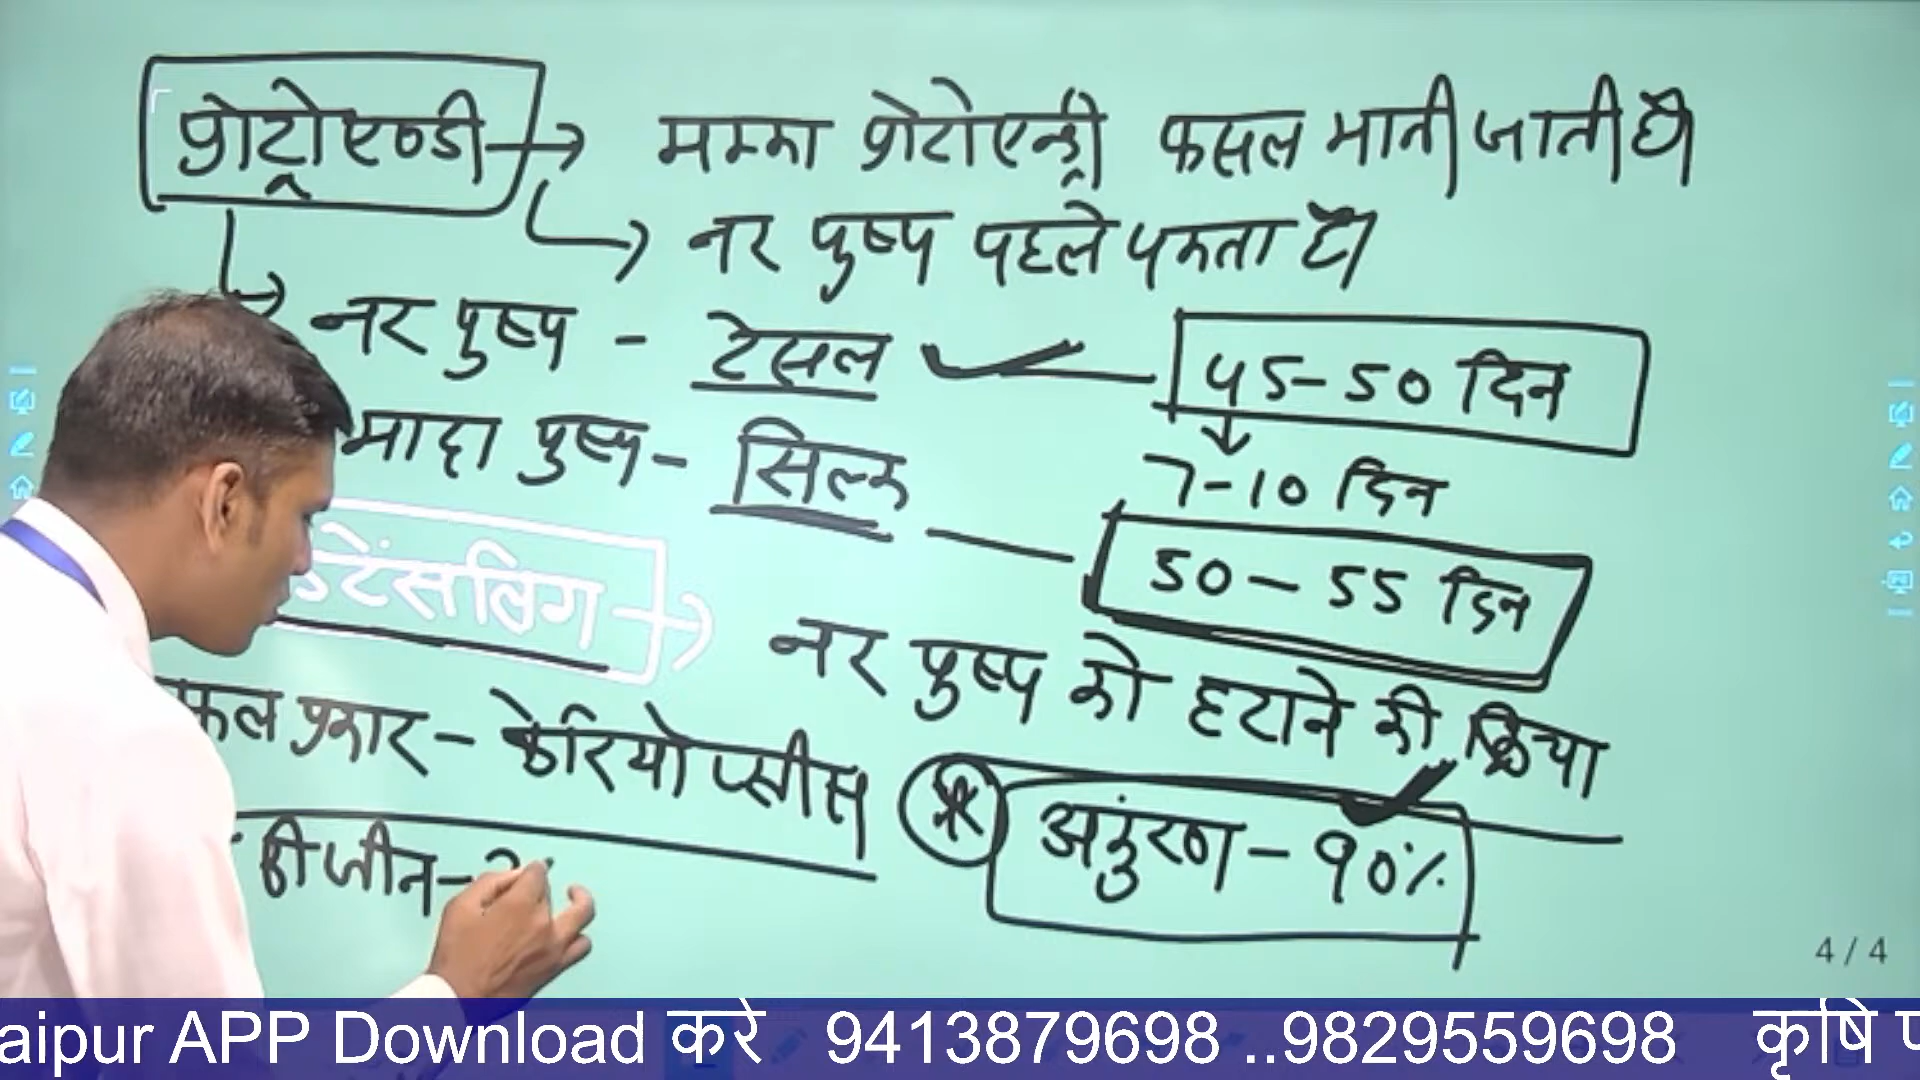 प्रोट्रोएण्डी → मक्का प्रोटोएन्ड्री फसल मानी जाती है।
→ नर पुष्प पहले पकता है।
→ नर पुष्प - टेसल ✓ — 45-50 दिन
↓
7-10 दिन
मादा पुष्प - सिल्क — 50-55 दिन
डिटेंसलिंग → नर पुष्प को हटाने की क्रिया
फल प्रकार - केरियोप्सीस
* अकुंरण - 90%
जीन -
4 / 4
aipur APP Download करे 9413879698 ..9829559698 कृषि